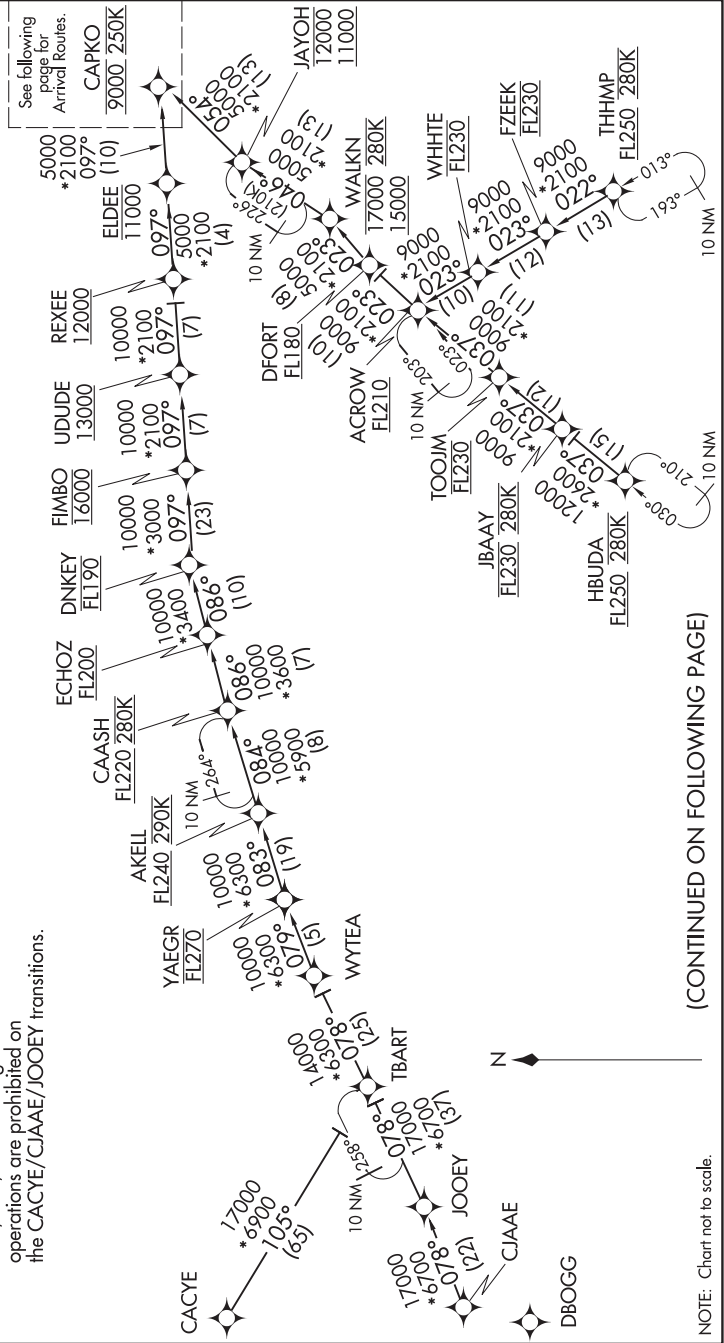 operations are prohibited on
the CACYE/CJAAE/JOOEY transitions.
See following
page for
Arrival Routes.
CAPKO
9000 250K
5000
*2100
097°
(10)
ELDEE
11000
097°
5000
*2100
(4)
REXEE
12000
10000
*2100
097°
(7)
UDUDE
13000
10000
*2100
097°
(7)
FIMBO
16000
10000
*3000
097°
(23)
DNKEY
FL190
10000
*3400
086°
(10)
ECHOZ
FL200
086°
10000
*3600
(7)
CAASH
FL220 280K
10 NM
264°
084°
10000
*5900
(8)
AKELL
FL240 290K
10000
*6300
083°
(19)
YAEGR
FL270
10000
*6300
079°
(5)
WYTEA
14000
*6300
078°
(25)
TBART
10 NM
258°
078°
17000
*6700
(37)
JOOEY
17000
*6700
078°
(22)
CJAAE
CACYE
17000
*6900
105°
(65)
DBOGG
054°
5000
*2100
(13)
JAYOH
12000
11000
10 NM
226°
(210K)
046°
5000
*2100
(13)
WALKN
17000 280K
15000
(8)
5000
*2100
023°
DFORT
FL180
(10)
9000
*2100
023°
ACROW
FL210
9000
*2100
023°
(10)
WHHTE
FL230
9000
*2100
023°
(12)
FZEEK
FL230
9000
*2100
022°
(13)
THHMP
FL250 280K
013°
193°
10 NM
10 NM
203°
023°
037°
9000
*2100
(11)
TOOJM
FL230
9000
*2100
037°
(12)
JBAAY
FL230 280K
12000
*2600
037°
(15)
HBUDA
FL250 280K
030°
210°
10 NM
N
(CONTINUED ON FOLLOWING PAGE)
NOTE: Chart not to scale.